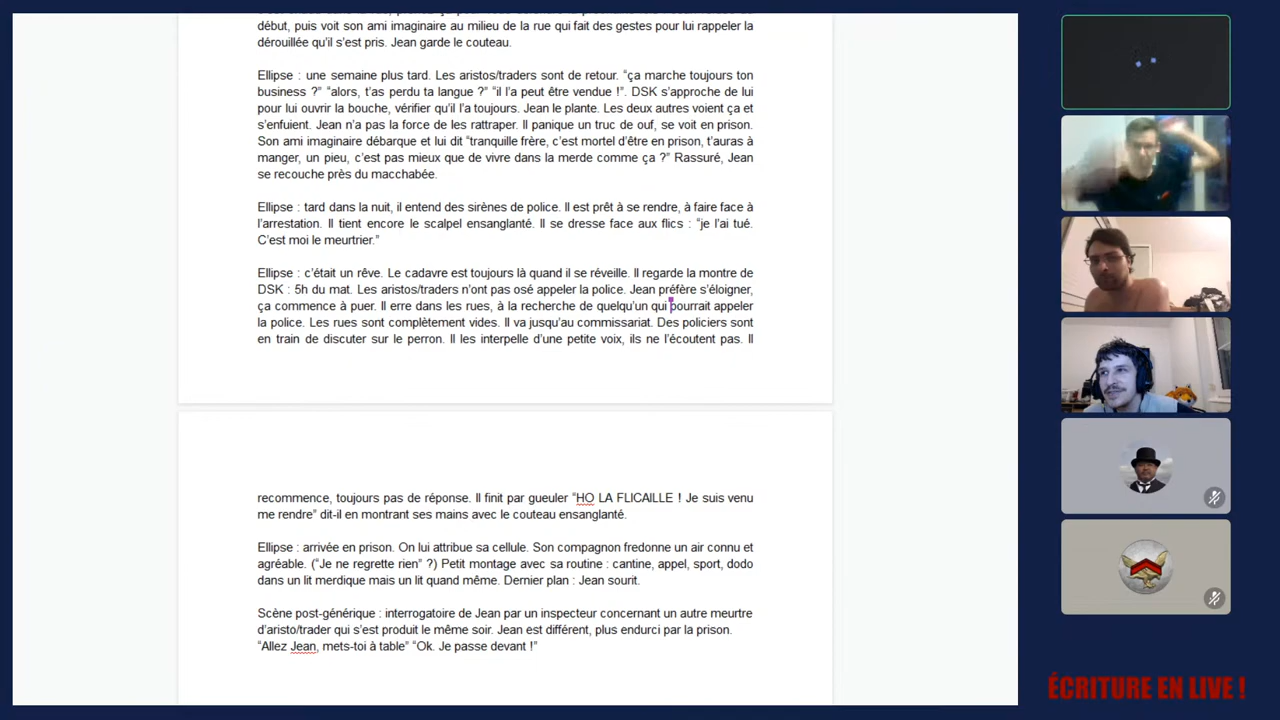 début, puis voit son ami imaginaire au milieu de la rue qui fait des gestes pour lui rappeler la
dérouillée qu’il s’est pris. Jean garde le couteau.
Ellipse : une semaine plus tard. Les aristos/traders sont de retour. “ça marche toujours ton
business ?” “alors, t’as perdu ta langue ?” “il l’a peut être vendue !”. DSK s’approche de lui
pour lui ouvrir la bouche, vérifier qu’il l’a toujours. Jean le plante. Les deux autres voient ça et
s’enfuient. Jean n’a pas la force de les rattraper. Il panique un truc de ouf, se voit en prison.
Son ami imaginaire débarque et lui dit “tranquille frère, c’est mortel d’être en prison, t’auras à
manger, un pieu, c’est pas mieux que de vivre dans la merde comme ça ?” Rassuré, Jean
se recouche près du macchabée.
Ellipse : tard dans la nuit, il entend des sirènes de police. Il est prêt à se rendre, à faire face à
l’arrestation. Il tient encore le scalpel ensanglanté. Il se dresse face aux flics : “je l’ai tué.
C’est moi le meurtrier.”
Ellipse : c’était un rêve. Le cadavre est toujours là quand il se réveille. Il regarde la montre de
DSK : 5h du mat. Les aristos/traders n’ont pas osé appeler la police. Jean préfère s’éloigner,
ça commence à puer. Il erre dans les rues, à la recherche de quelqu’un qui pourrait appeler
la police. Les rues sont complètement vides. Il va jusqu’au commissariat. Des policiers sont
en train de discuter sur le perron. Il les interpelle d’une petite voix, ils ne l’écoutent pas. Il
recommence, toujours pas de réponse. Il finit par gueuler “HO LA FLICAILLE ! Je suis venu
me rendre” dit-il en montrant ses mains avec le couteau ensanglanté.
Ellipse : arrivée en prison. On lui attribue sa cellule. Son compagnon fredonne un air connu et
agréable. (“Je ne regrette rien” ?) Petit montage avec sa routine : cantine, appel, sport, dodo
dans un lit merdique mais un lit quand même. Dernier plan : Jean sourit.
Scène post-générique : interrogatoire de Jean par un inspecteur concernant un autre meurtre
d’aristo/trader qui s’est produit le même soir. Jean est différent, plus endurci par la prison.
“Allez Jean, mets-toi à table” “Ok. Je passe devant !”
ÉCRITURE EN LIVE !